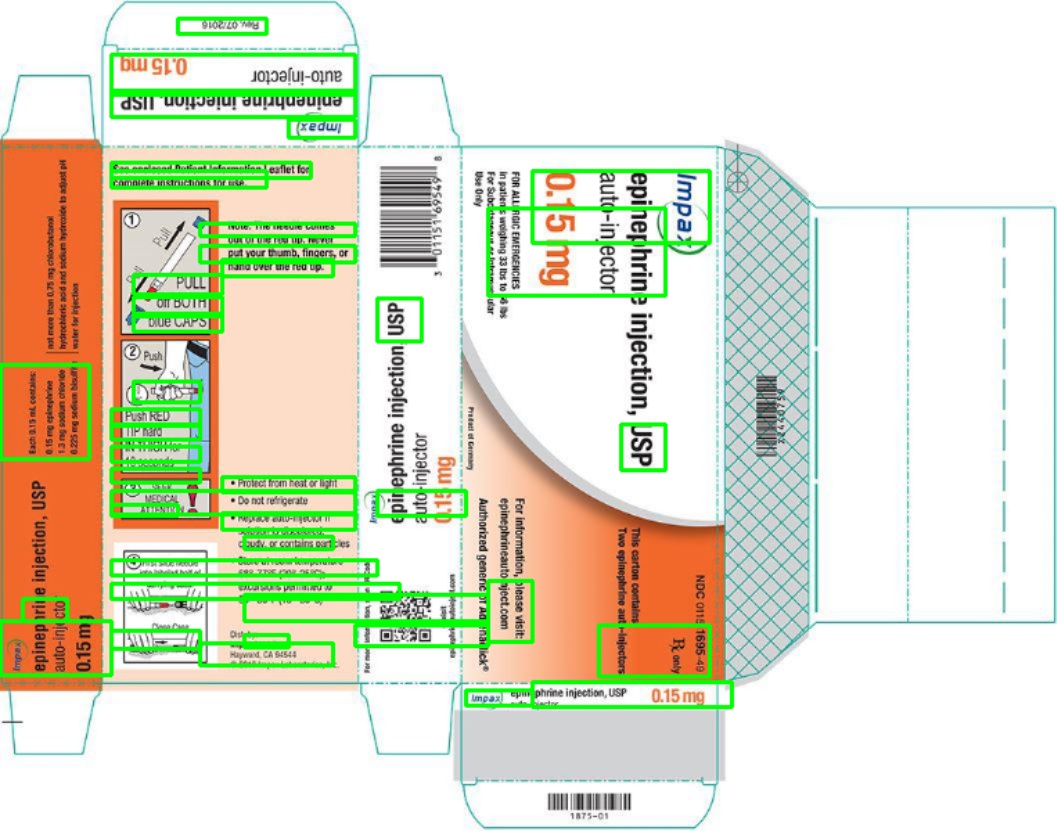 Rev. 07/2016
auto-injector 0.15 mg
epinephrine injection, USP
Impax
See enclosed Patient Information Leaflet for
complete instructions for use.
1
Pull
Pull
PULL
off BOTH
blue CAPS
Note: The needle comes
out of the red tip. Never
put your thumb, fingers, or
hand over the red tip.
2
Push
Push RED
TIP hard
10 seconds
MEDICAL
ATTENTION
• Protect from heat or light
• Do not refrigerate
• Replace auto-injector if
solution is discolored,
cloudy, or contains particles
• Store at room temperature
excursions permitted to
4
First slide needle
Close Case
Hayward, CA 94544
not more than 0.75 mg chlorobutanol
hydrochloric acid and sodium hydroxide to adjust pH
water for injection
Each 0.15 mL contains:
0.15 mg epinephrine
1.3 mg sodium chloride
0.225 mg sodium bisulfite
epinephrine injection, USP
auto-injector
0.15 mg
Impax
3 01151 69549 8
epinephrine injection, USP
auto-injector
0.15 mg
Impax
Impax
epinephrine injection, USP
auto-injector
0.15 mg
FOR ALLERGIC EMERGENCIES
in patients weighing 33 lbs to 66 lbs
For Subcutaneous or Intramuscular
Use Only
Product of Germany
For information, please visit:
epinephrineautoinject.com
Authorized generic of Adrenaclick®
This carton contains
Two epinephrine auto-injectors
NDC 0115-1695-49
Rx only
Impax
epinephrine injection, USP
auto-injector
0.15 mg
1875-01